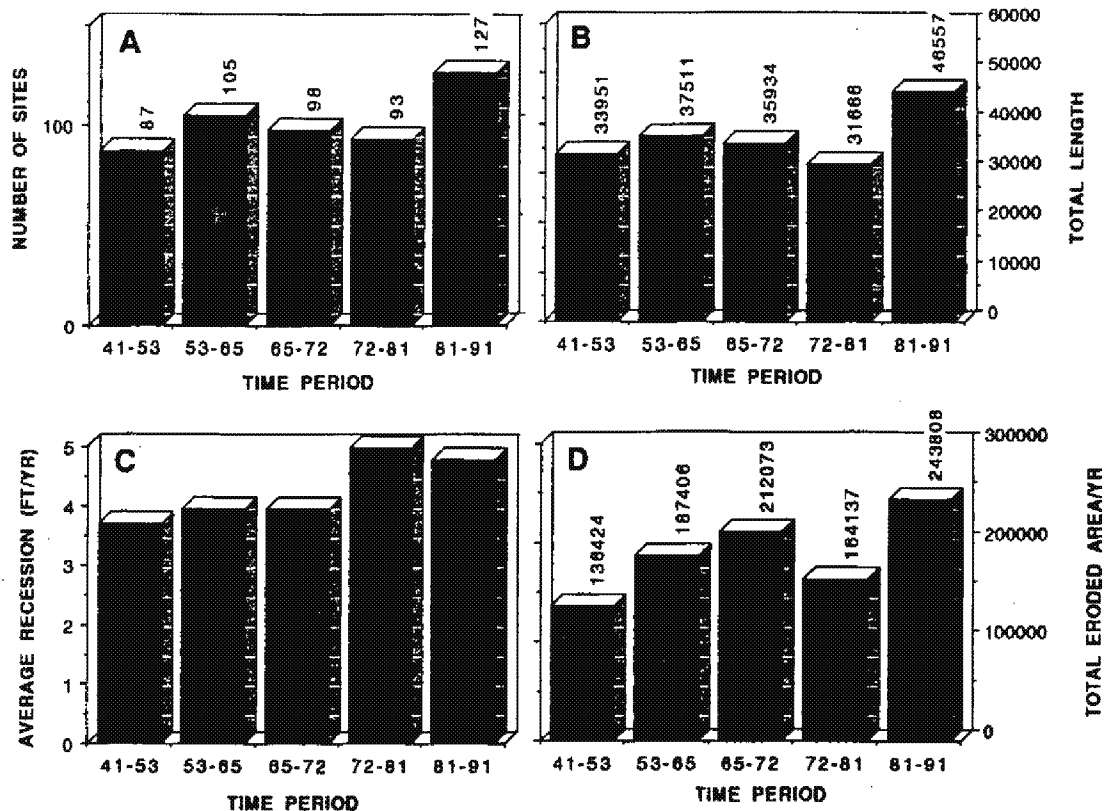 A
NUMBER OF SITES
100
0
87
105
98
93
127
41-53 53-65 65-72 72-81 81-91
TIME PERIOD
B
33951
37511
35934
31668
46557
60000
50000
40000
30000
20000
10000
0
TOTAL LENGTH
41-53 53-65 65-72 72-81 81-91
TIME PERIOD
C
AVERAGE RECESSION (FT/YR)
5
4
3
2
1
0
41-53 53-65 65-72 72-81 81-91
TIME PERIOD
D
136424
187406
212073
164137
243808
300000
200000
100000
0
TOTAL ERODED AREA/YR
41-53 53-65 65-72 72-81 81-91
TIME PERIOD